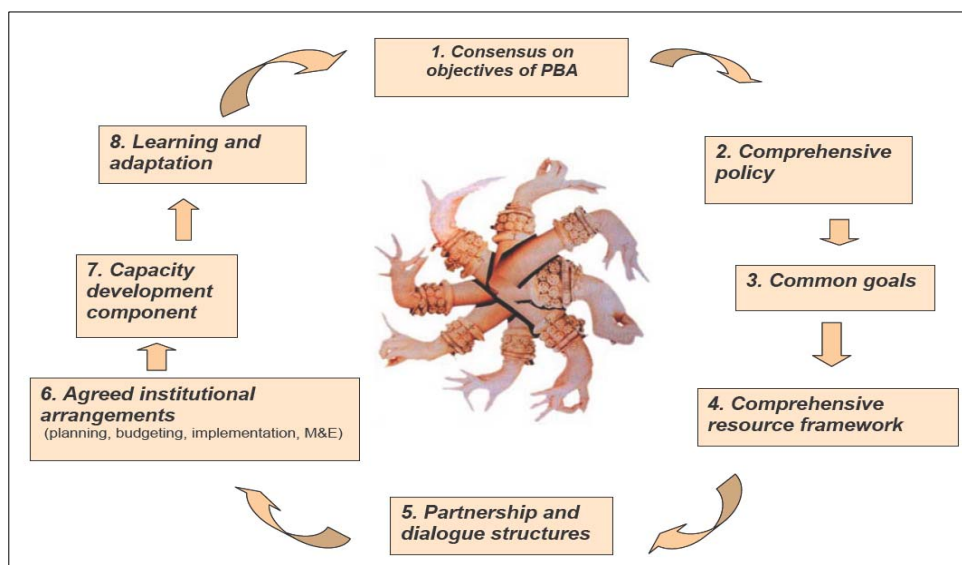 1. Consensus on
objectives of PBA
2. Comprehensive
policy
3. Common goals
4. Comprehensive
resource framework
5. Partnership and
dialogue structures
6. Agreed institutional
arrangements
(planning, budgeting, implementation, M&E)
7. Capacity
development
component
8. Learning and
adaptation